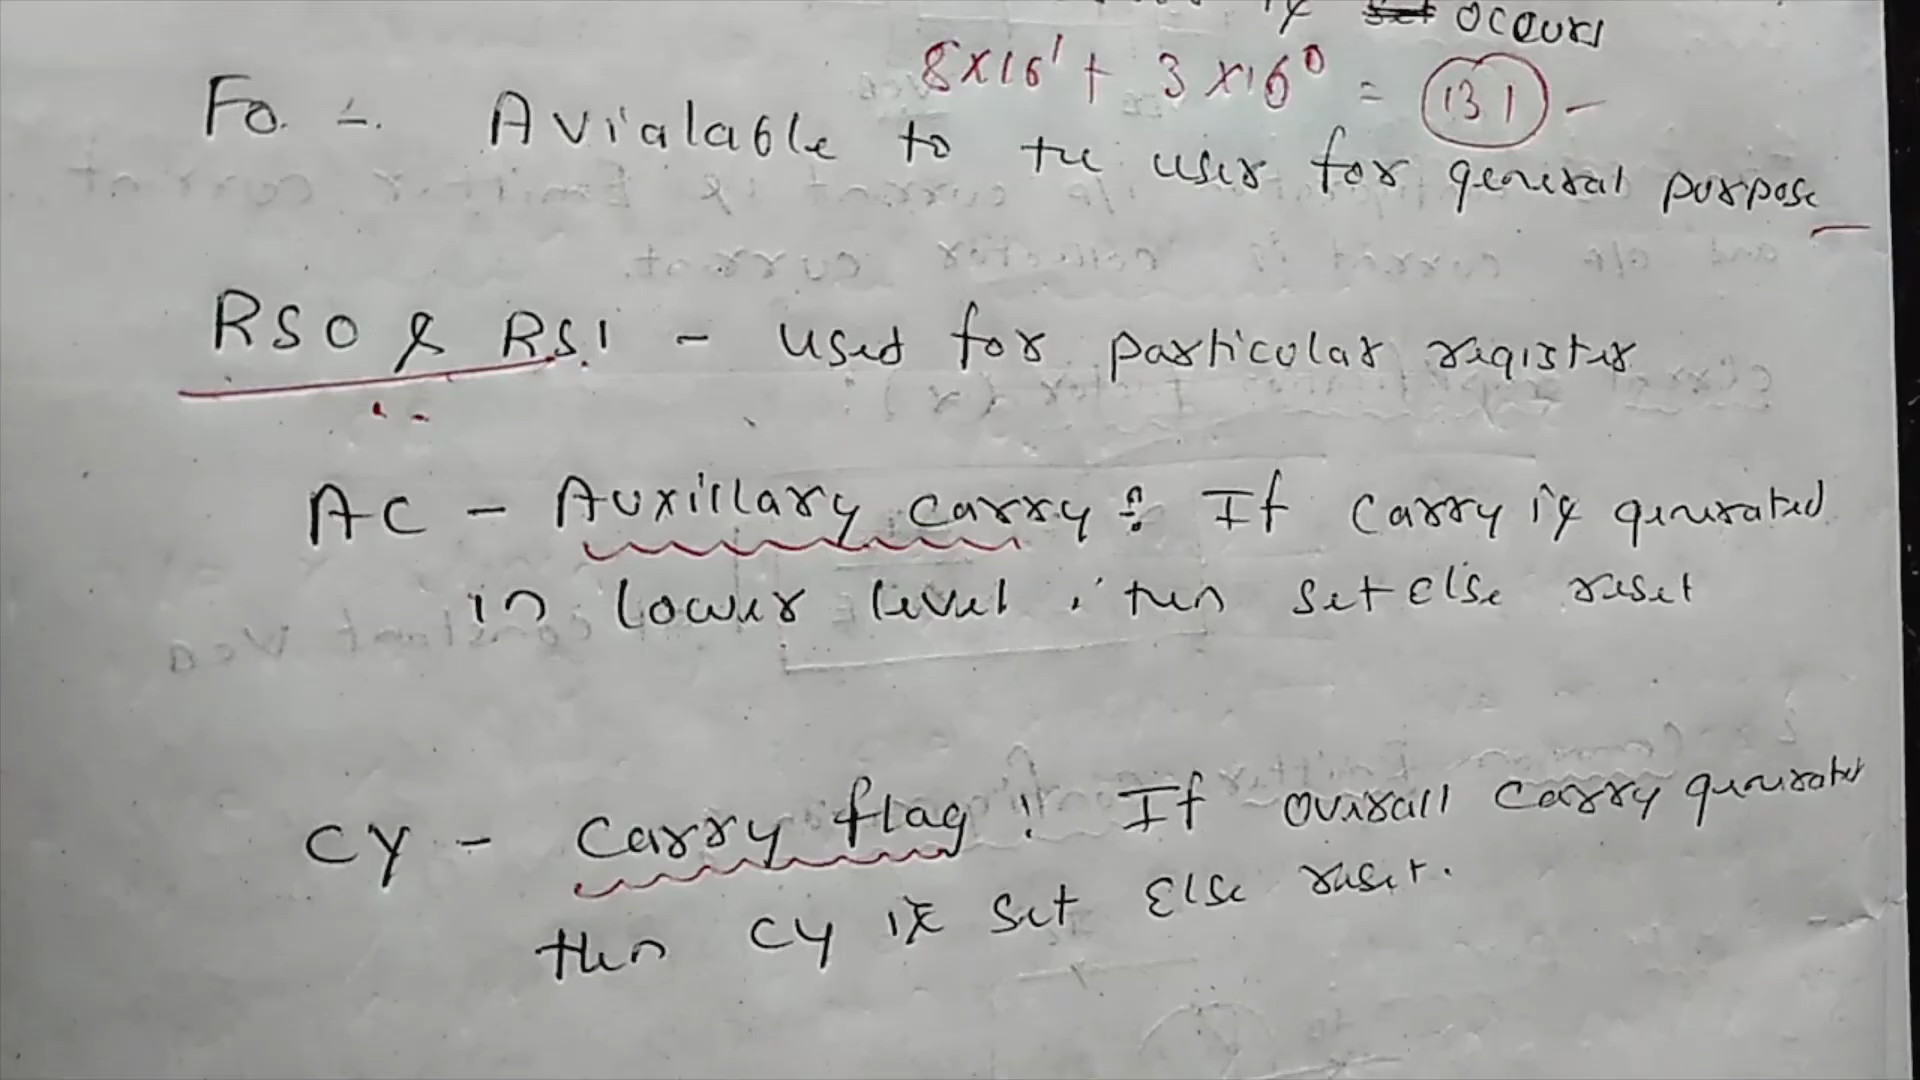 occurs
8x16¹ + 3x16⁰ = 131 -
Fo. :- Avialable to the user for general purpose
RS0 & RS1 - used for particular register
AC - Auxillary carry : If carry is generated
in lower level, then set else reset
CY - Carry flag : If overall carry generated
then CY is set else reset.